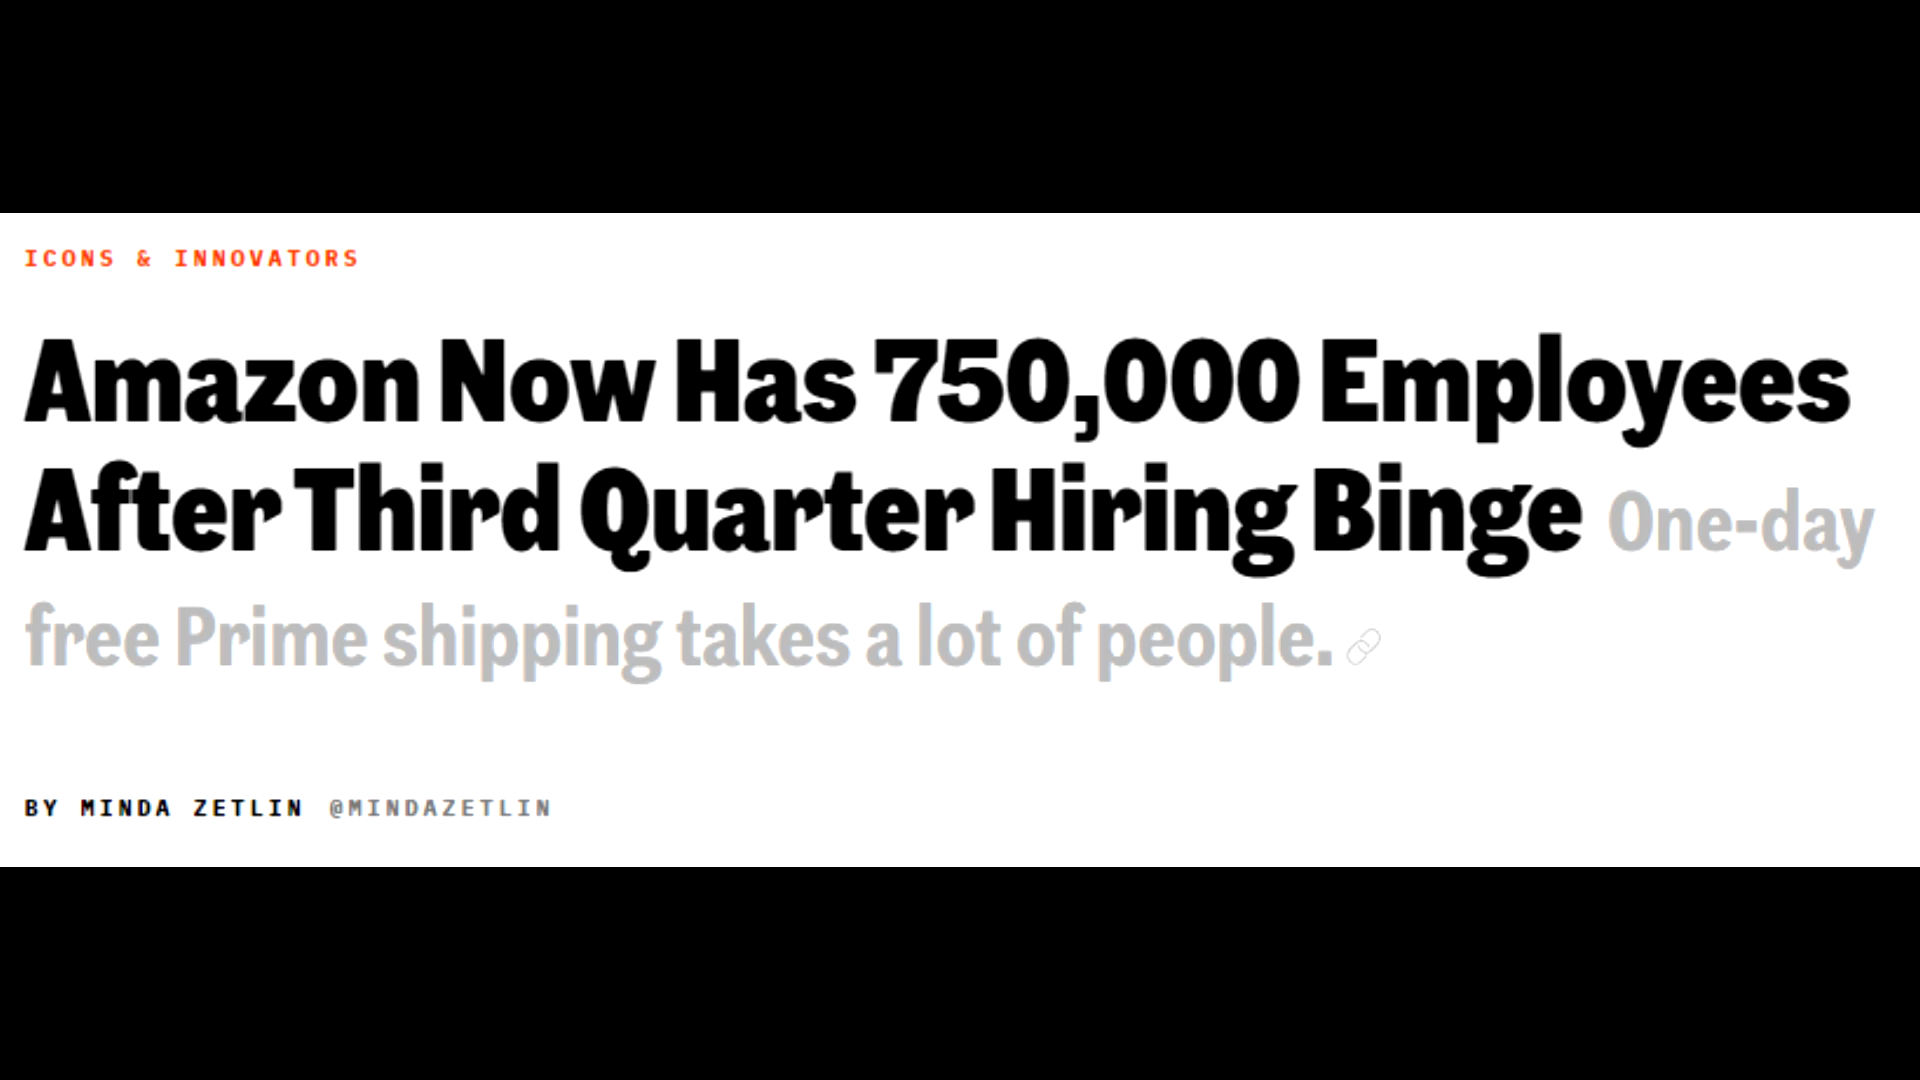 ICONS & INNOVATORS
Amazon Now Has 750,000 Employees
After Third Quarter Hiring Binge One-day
free Prime shipping takes a lot of people.
BY MINDA ZETLIN @MINDAZETLIN